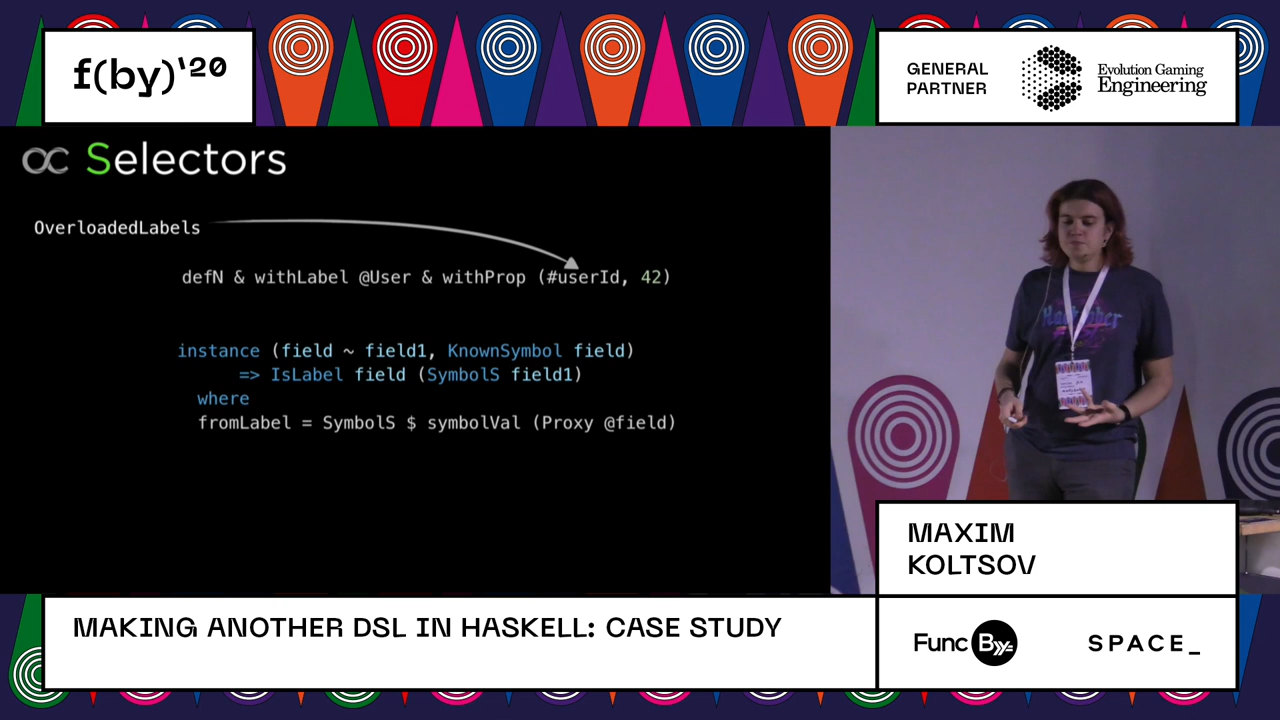 f(by)'20
GENERAL
PARTNER
Evolution Gaming
Engineering
Selectors
OverloadedLabels
defN & withLabel @User & withProp (#userId, 42)
instance (field ~ field1, KnownSymbol field)
=> IsLabel field (SymbolS field1)
where
fromLabel = SymbolS $ symbolVal (Proxy @field)
MAXIM
KOLTSOV
MAKING ANOTHER DSL IN HASKELL: CASE STUDY
Func By
SPACE_